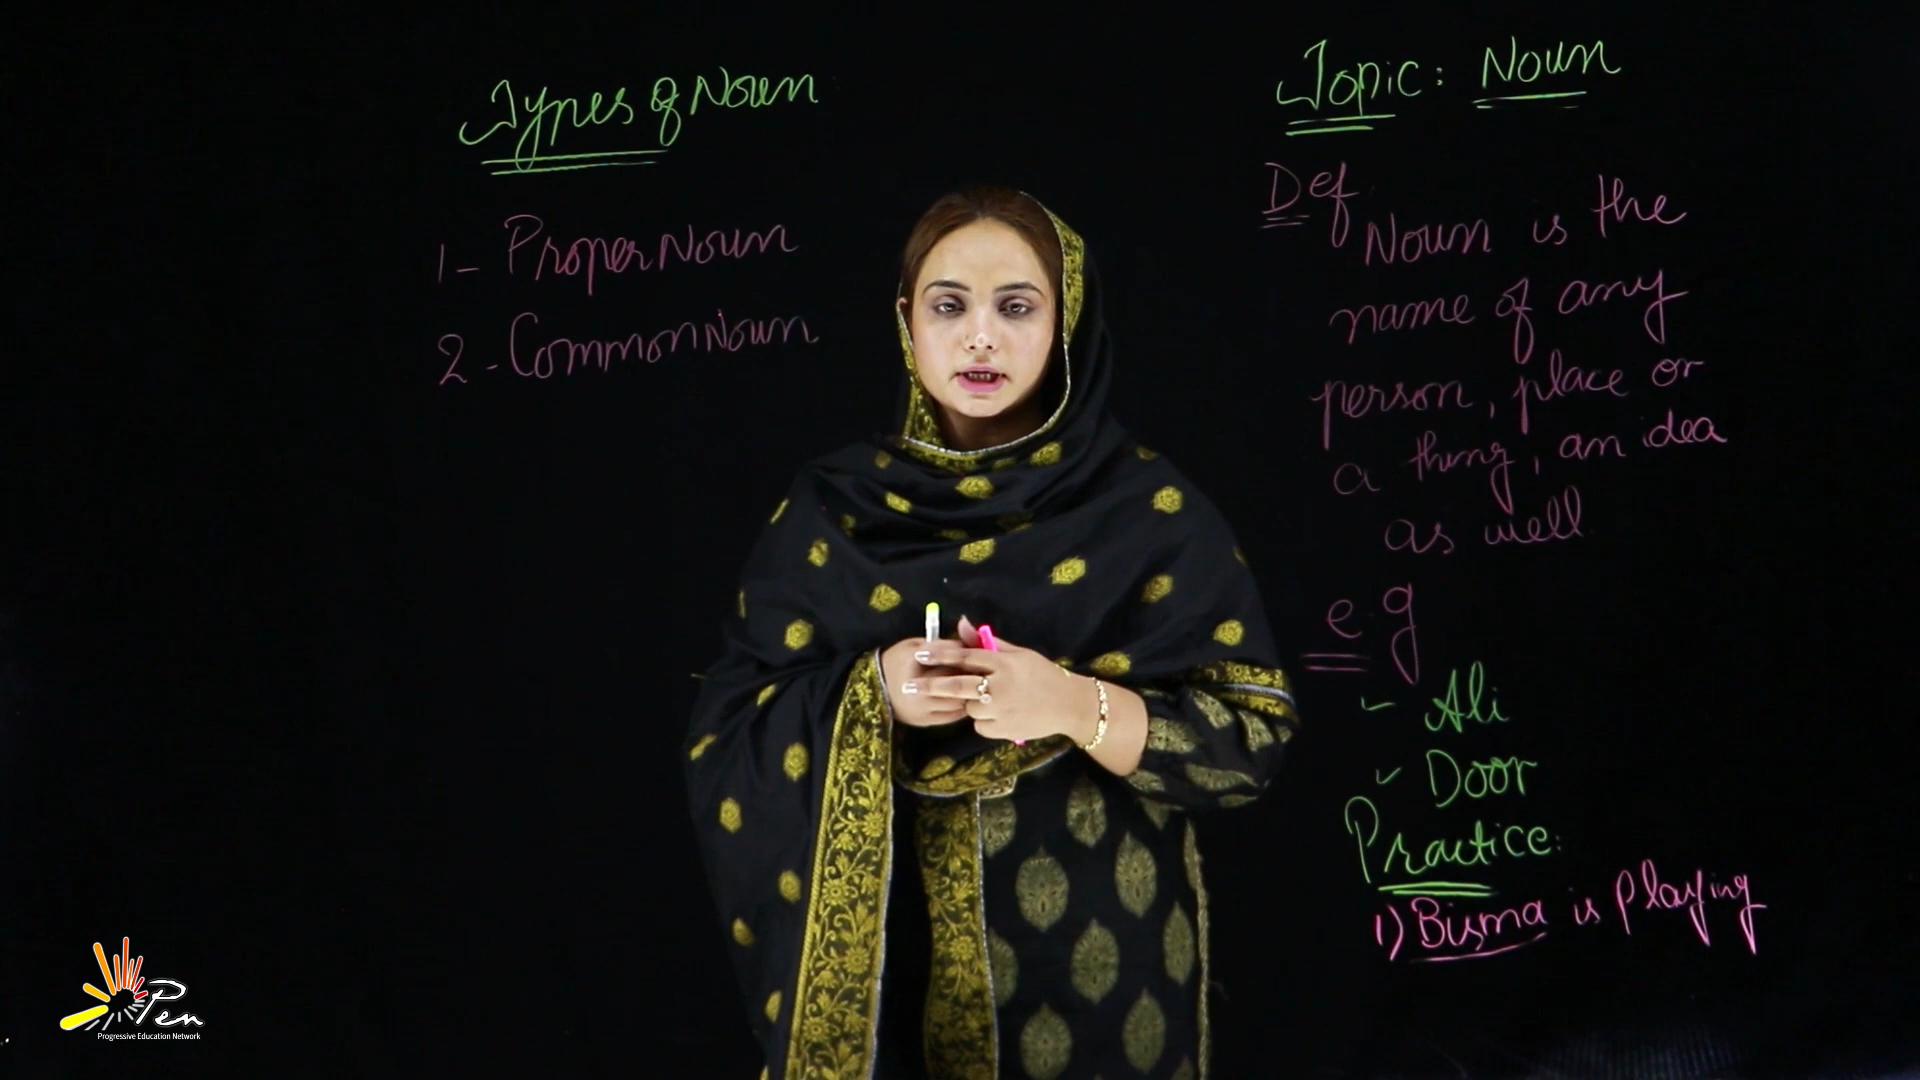 Types of Noun
1- Proper Noun
2- Common Noun
Topic: Noun
Def
Noun is the
name of any
person, place or
a thing, an idea
as well
e.g
Ali
Door
Practice:
1) Bisma is Playing
Pen
Progressive Education Network